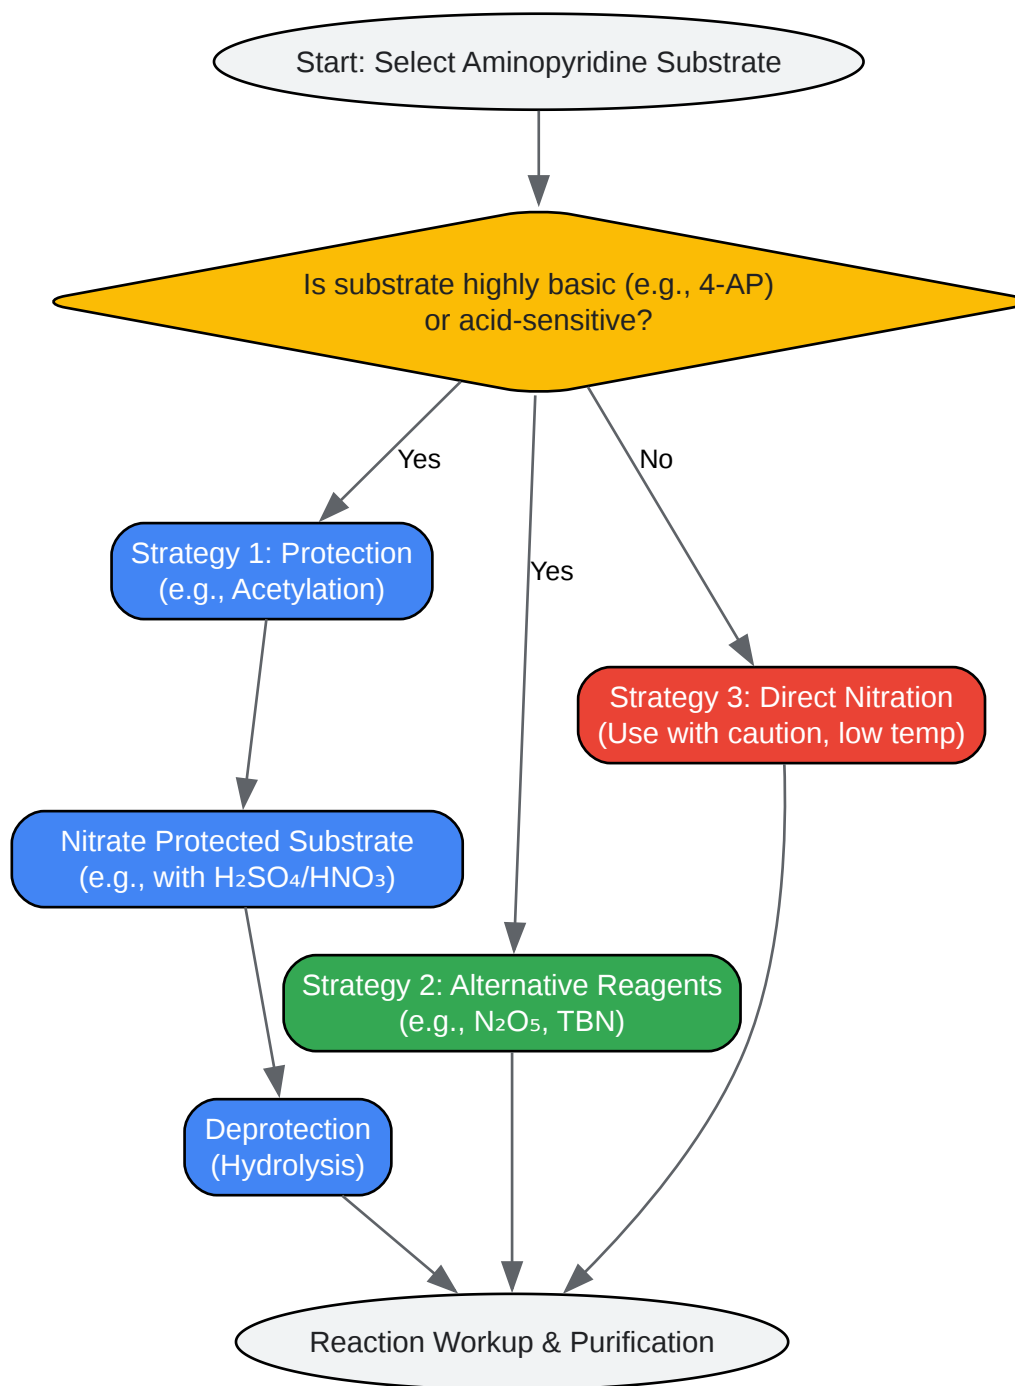 Start: Select Aminopyridine Substrate
Is substrate highly basic (e.g., 4-AP)
or acid-sensitive?
Yes
No
Strategy 1: Protection
(e.g., Acetylation)
Yes
Strategy 3: Direct Nitration
(Use with caution, low temp)
Nitrate Protected Substrate
(e.g., with H₂SO₄/HNO₃)
Strategy 2: Alternative Reagents
(e.g., N₂O₅, TBN)
Deprotection
(Hydrolysis)
Reaction Workup & Purification